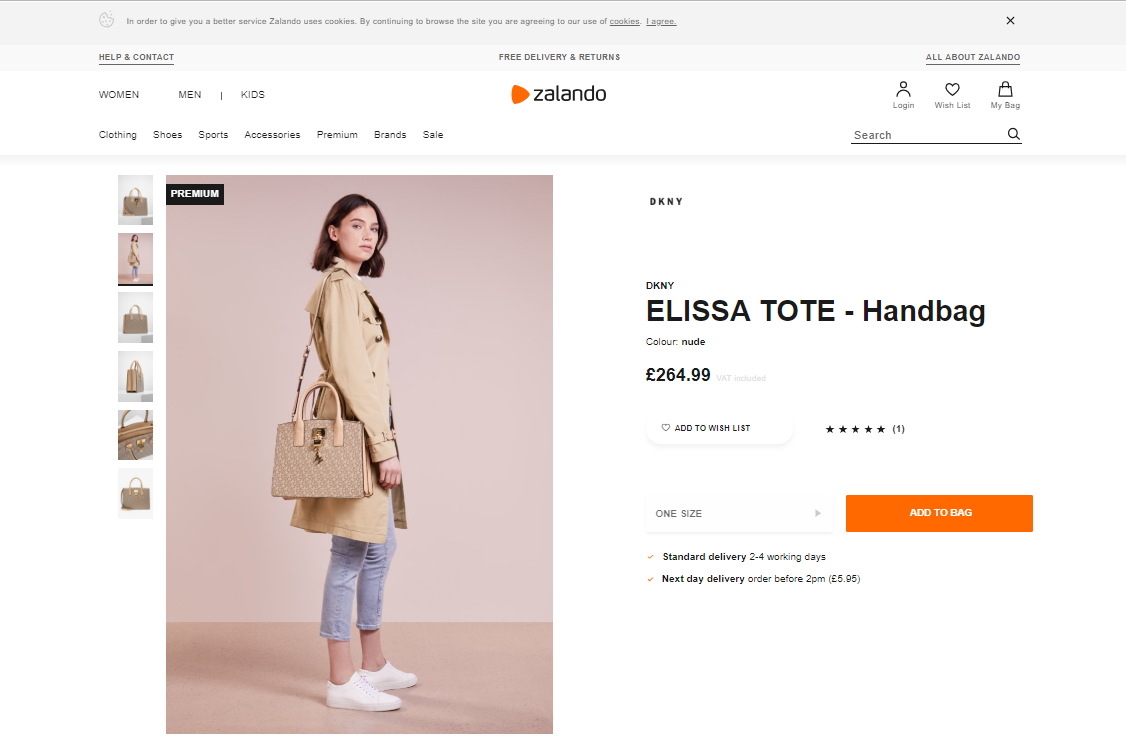 In order to give you a better service Zalando uses cookies. By continuing to browse the site you are agreeing to our use of cookies. I agree.
HELP & CONTACT
FREE DELIVERY & RETURNS
ALL ABOUT ZALANDO
WOMEN MEN | KIDS
zalando
Login Wish List My Bag
Clothing Shoes Sports Accessories Premium Brands Sale
Search
PREMIUM
DKNY
DKNY
ELISSA TOTE - Handbag
Colour: nude
£264.99 VAT included
ADD TO WISH LIST
(1)
ONE SIZE
ADD TO BAG
Standard delivery 2-4 working days
Next day delivery order before 2pm (£5.95)